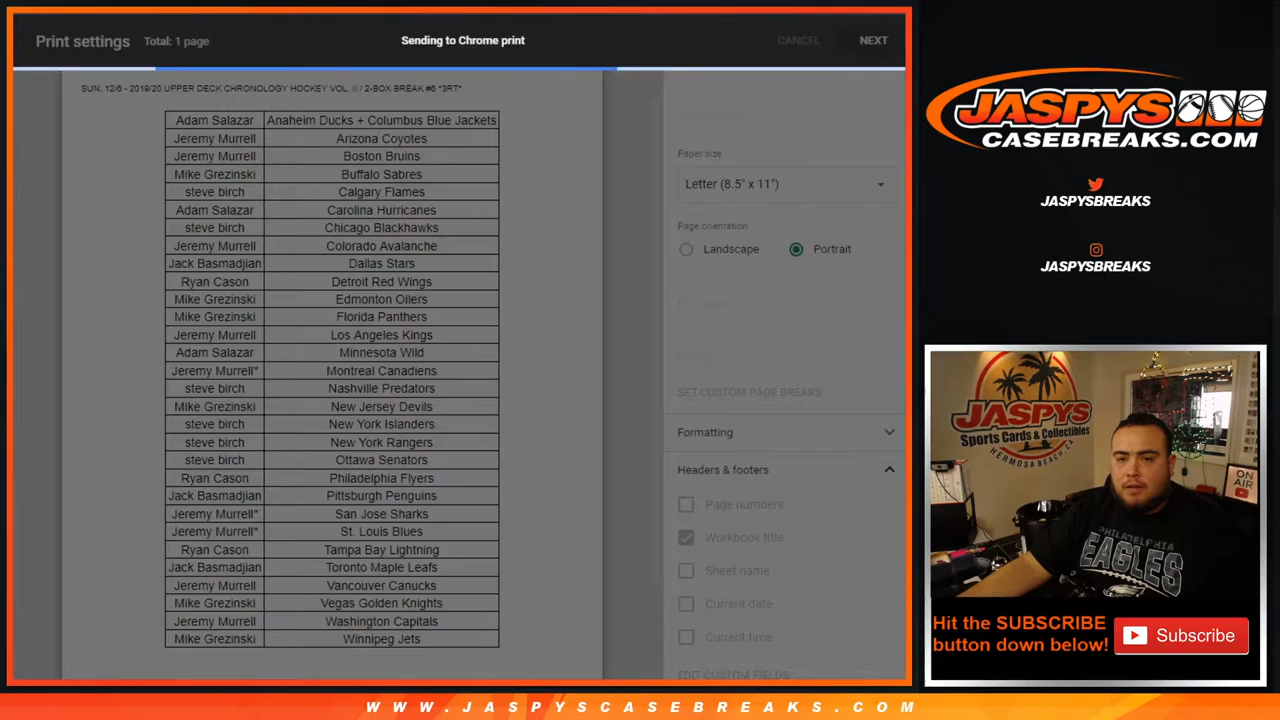 Print settings Total: 1 page Sending to Chrome print CANCEL NEXT
SUN, 12/6 - 2019/20 UPPER DECK CHRONOLOGY HOCKEY VOL. II / 2-BOX BREAK #6 *3RT*
Adam Salazar Anaheim Ducks + Columbus Blue Jackets
Jeremy Murrell Arizona Coyotes
Jeremy Murrell Boston Bruins
Mike Grezinski Buffalo Sabres
steve birch Calgary Flames
Adam Salazar Carolina Hurricanes
steve birch Chicago Blackhawks
Jeremy Murrell Colorado Avalanche
Jack Basmadjian Dallas Stars
Ryan Cason Detroit Red Wings
Mike Grezinski Edmonton Oilers
Mike Grezinski Florida Panthers
Jeremy Murrell Los Angeles Kings
Adam Salazar Minnesota Wild
Jeremy Murrell* Montreal Canadiens
steve birch Nashville Predators
Mike Grezinski New Jersey Devils
steve birch New York Islanders
steve birch New York Rangers
steve birch Ottawa Senators
Ryan Cason Philadelphia Flyers
Jack Basmadjian Pittsburgh Penguins
Jeremy Murrell* San Jose Sharks
Jeremy Murrell* St. Louis Blues
Ryan Cason Tampa Bay Lightning
Jack Basmadjian Toronto Maple Leafs
Jeremy Murrell Vancouver Canucks
Mike Grezinski Vegas Golden Knights
Jeremy Murrell Washington Capitals
Mike Grezinski Winnipeg Jets
Paper size
Letter (8.5" x 11")
Page orientation
Landscape Portrait
SET CUSTOM PAGE BREAKS
Formatting
Headers & footers
Page numbers
Workbook title
Sheet name
Current date
Current time
EDIT CUSTOM FIELDS
JASPYS
CASEBREAKS.COM
JASPYSBREAKS
JASPYSBREAKS
JASPYS
Sports Cards & Collectibles
HERMOSA BEACH CA
ON
AIR
PHILADELPHIA
EAGLES
Hit the SUBSCRIBE
button down below!
Subscribe
WWW.JASPYSCASEBREAKS.COM